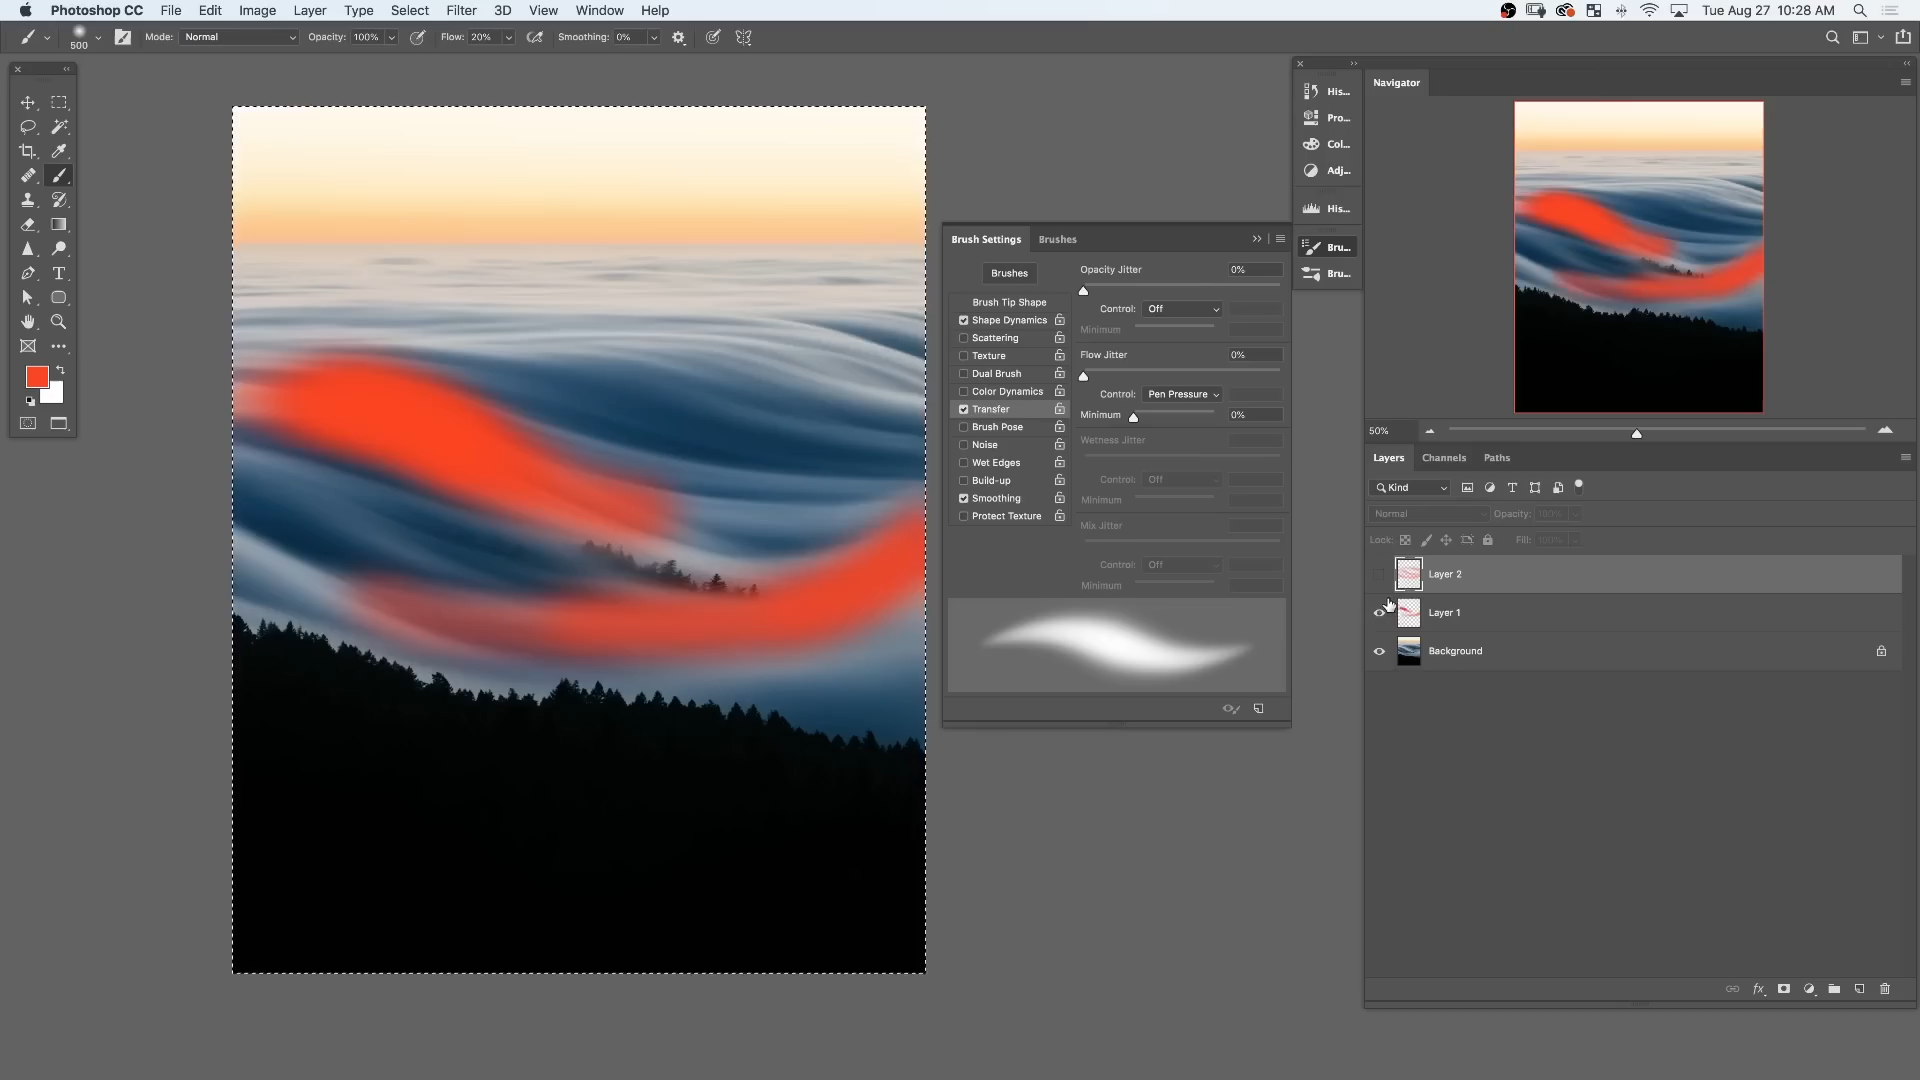 Photoshop CC File Edit Image Layer Type Select Filter 3D View Window Help Tue Aug 27 10:28 AM
500 Mode: Normal Opacity: 100% Flow: 20% Smoothing: 0%
His...
Pro...
Col...
Adj...
His...
Bru...
Bru...
Navigator
50%
Brush Settings Brushes
Brushes
Brush Tip Shape
Shape Dynamics
Scattering
Texture
Dual Brush
Color Dynamics
Transfer
Brush Pose
Noise
Wet Edges
Build-up
Smoothing
Protect Texture
Opacity Jitter 0%
Control: Off
Minimum
Flow Jitter 0%
Control: Pen Pressure
Minimum 0%
Wetness Jitter
Control: Off
Minimum
Mix Jitter
Control: Off
Minimum
Layers Channels Paths
Kind
Normal Opacity: 100%
Lock: Fill: 100%
Layer 2
Layer 1
Background
fx